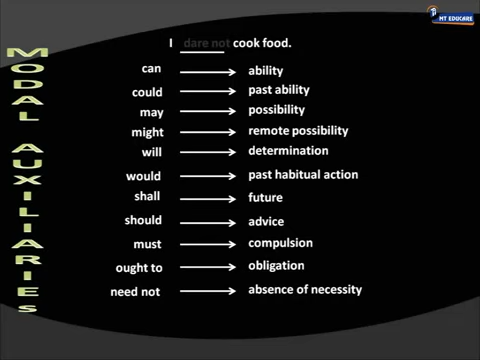 MT EDUCARE
I dare not cook food.
MODAL AUXILIARIES
can ability
could past ability
may possibility
might remote possibility
will determination
would past habitual action
shall future
should advice
must compulsion
ought to obligation
need not absence of necessity